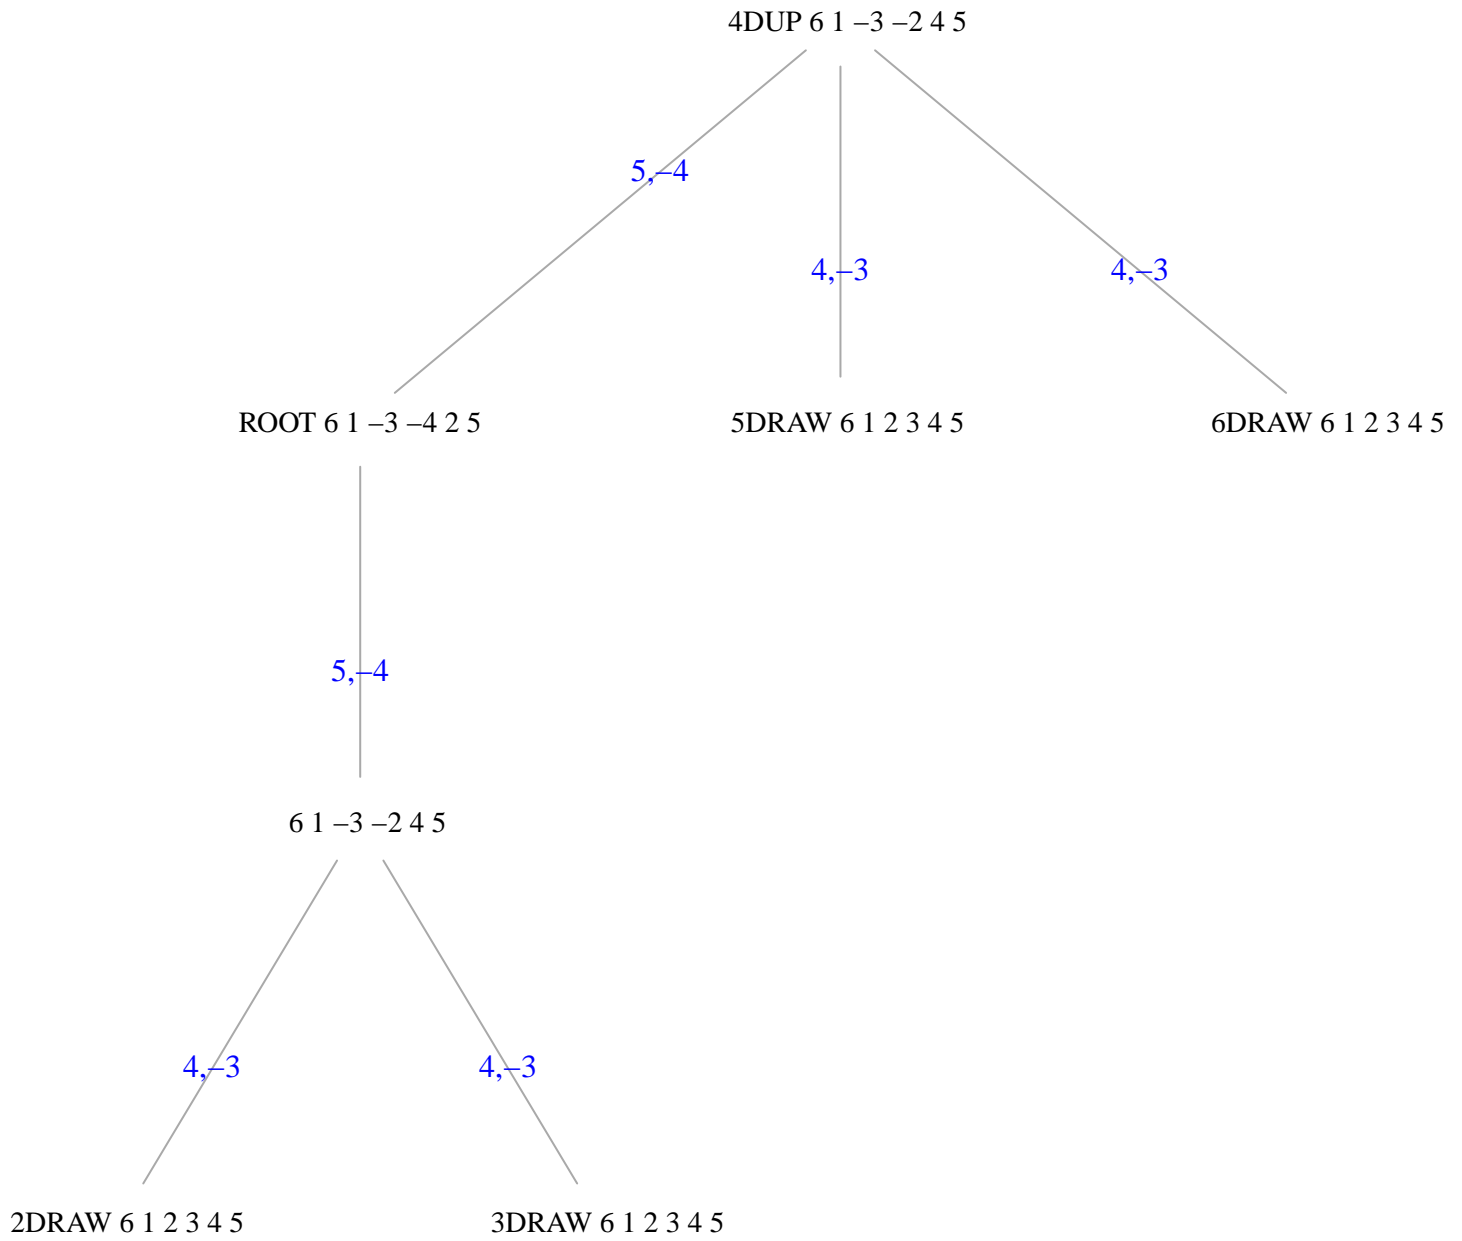 4DUP 6 1 –3 –2 4 5
5,–4
4,–3
4,–3
ROOT 6 1 –3 –4 2 5
5DRAW 6 1 2 3 4 5
6DRAW 6 1 2 3 4 5
5,–4
6 1 –3 –2 4 5
4,–3
4,–3
2DRAW 6 1 2 3 4 5
3DRAW 6 1 2 3 4 5